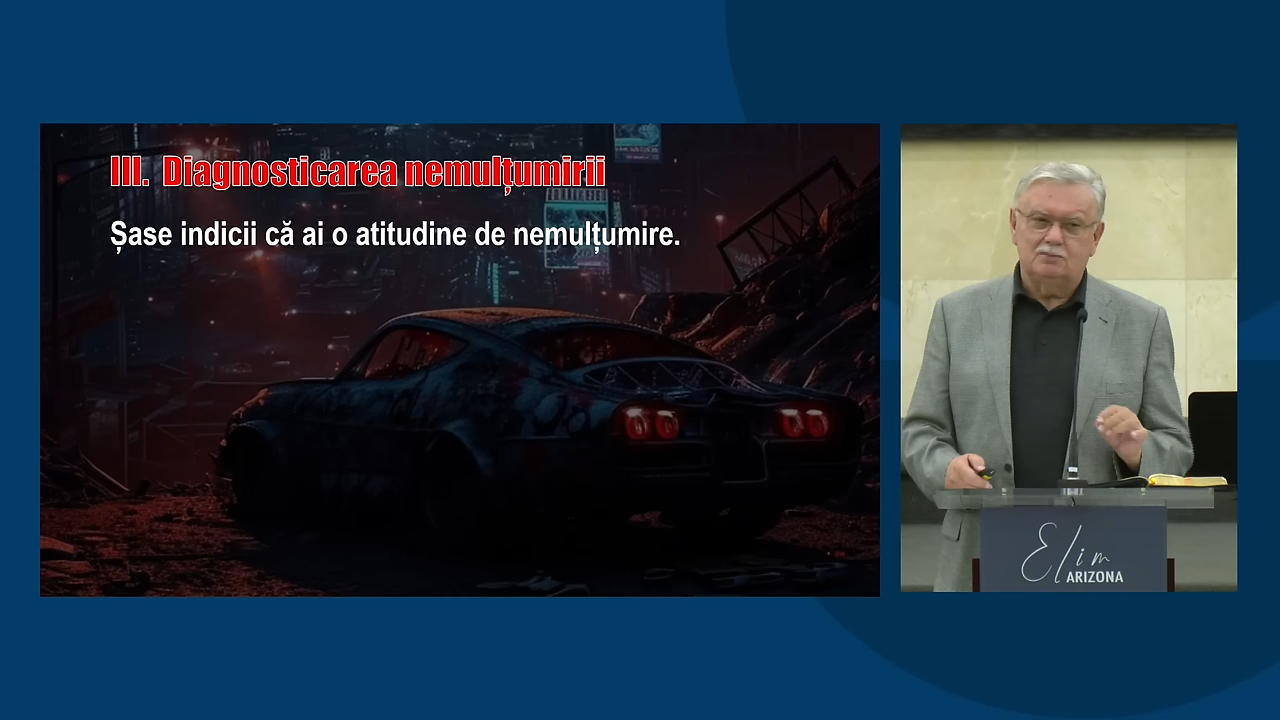 III. Diagnosticarea nemulțumirii
Șase indicii că ai o atitudine de nemulțumire.
Elim
ARIZONA